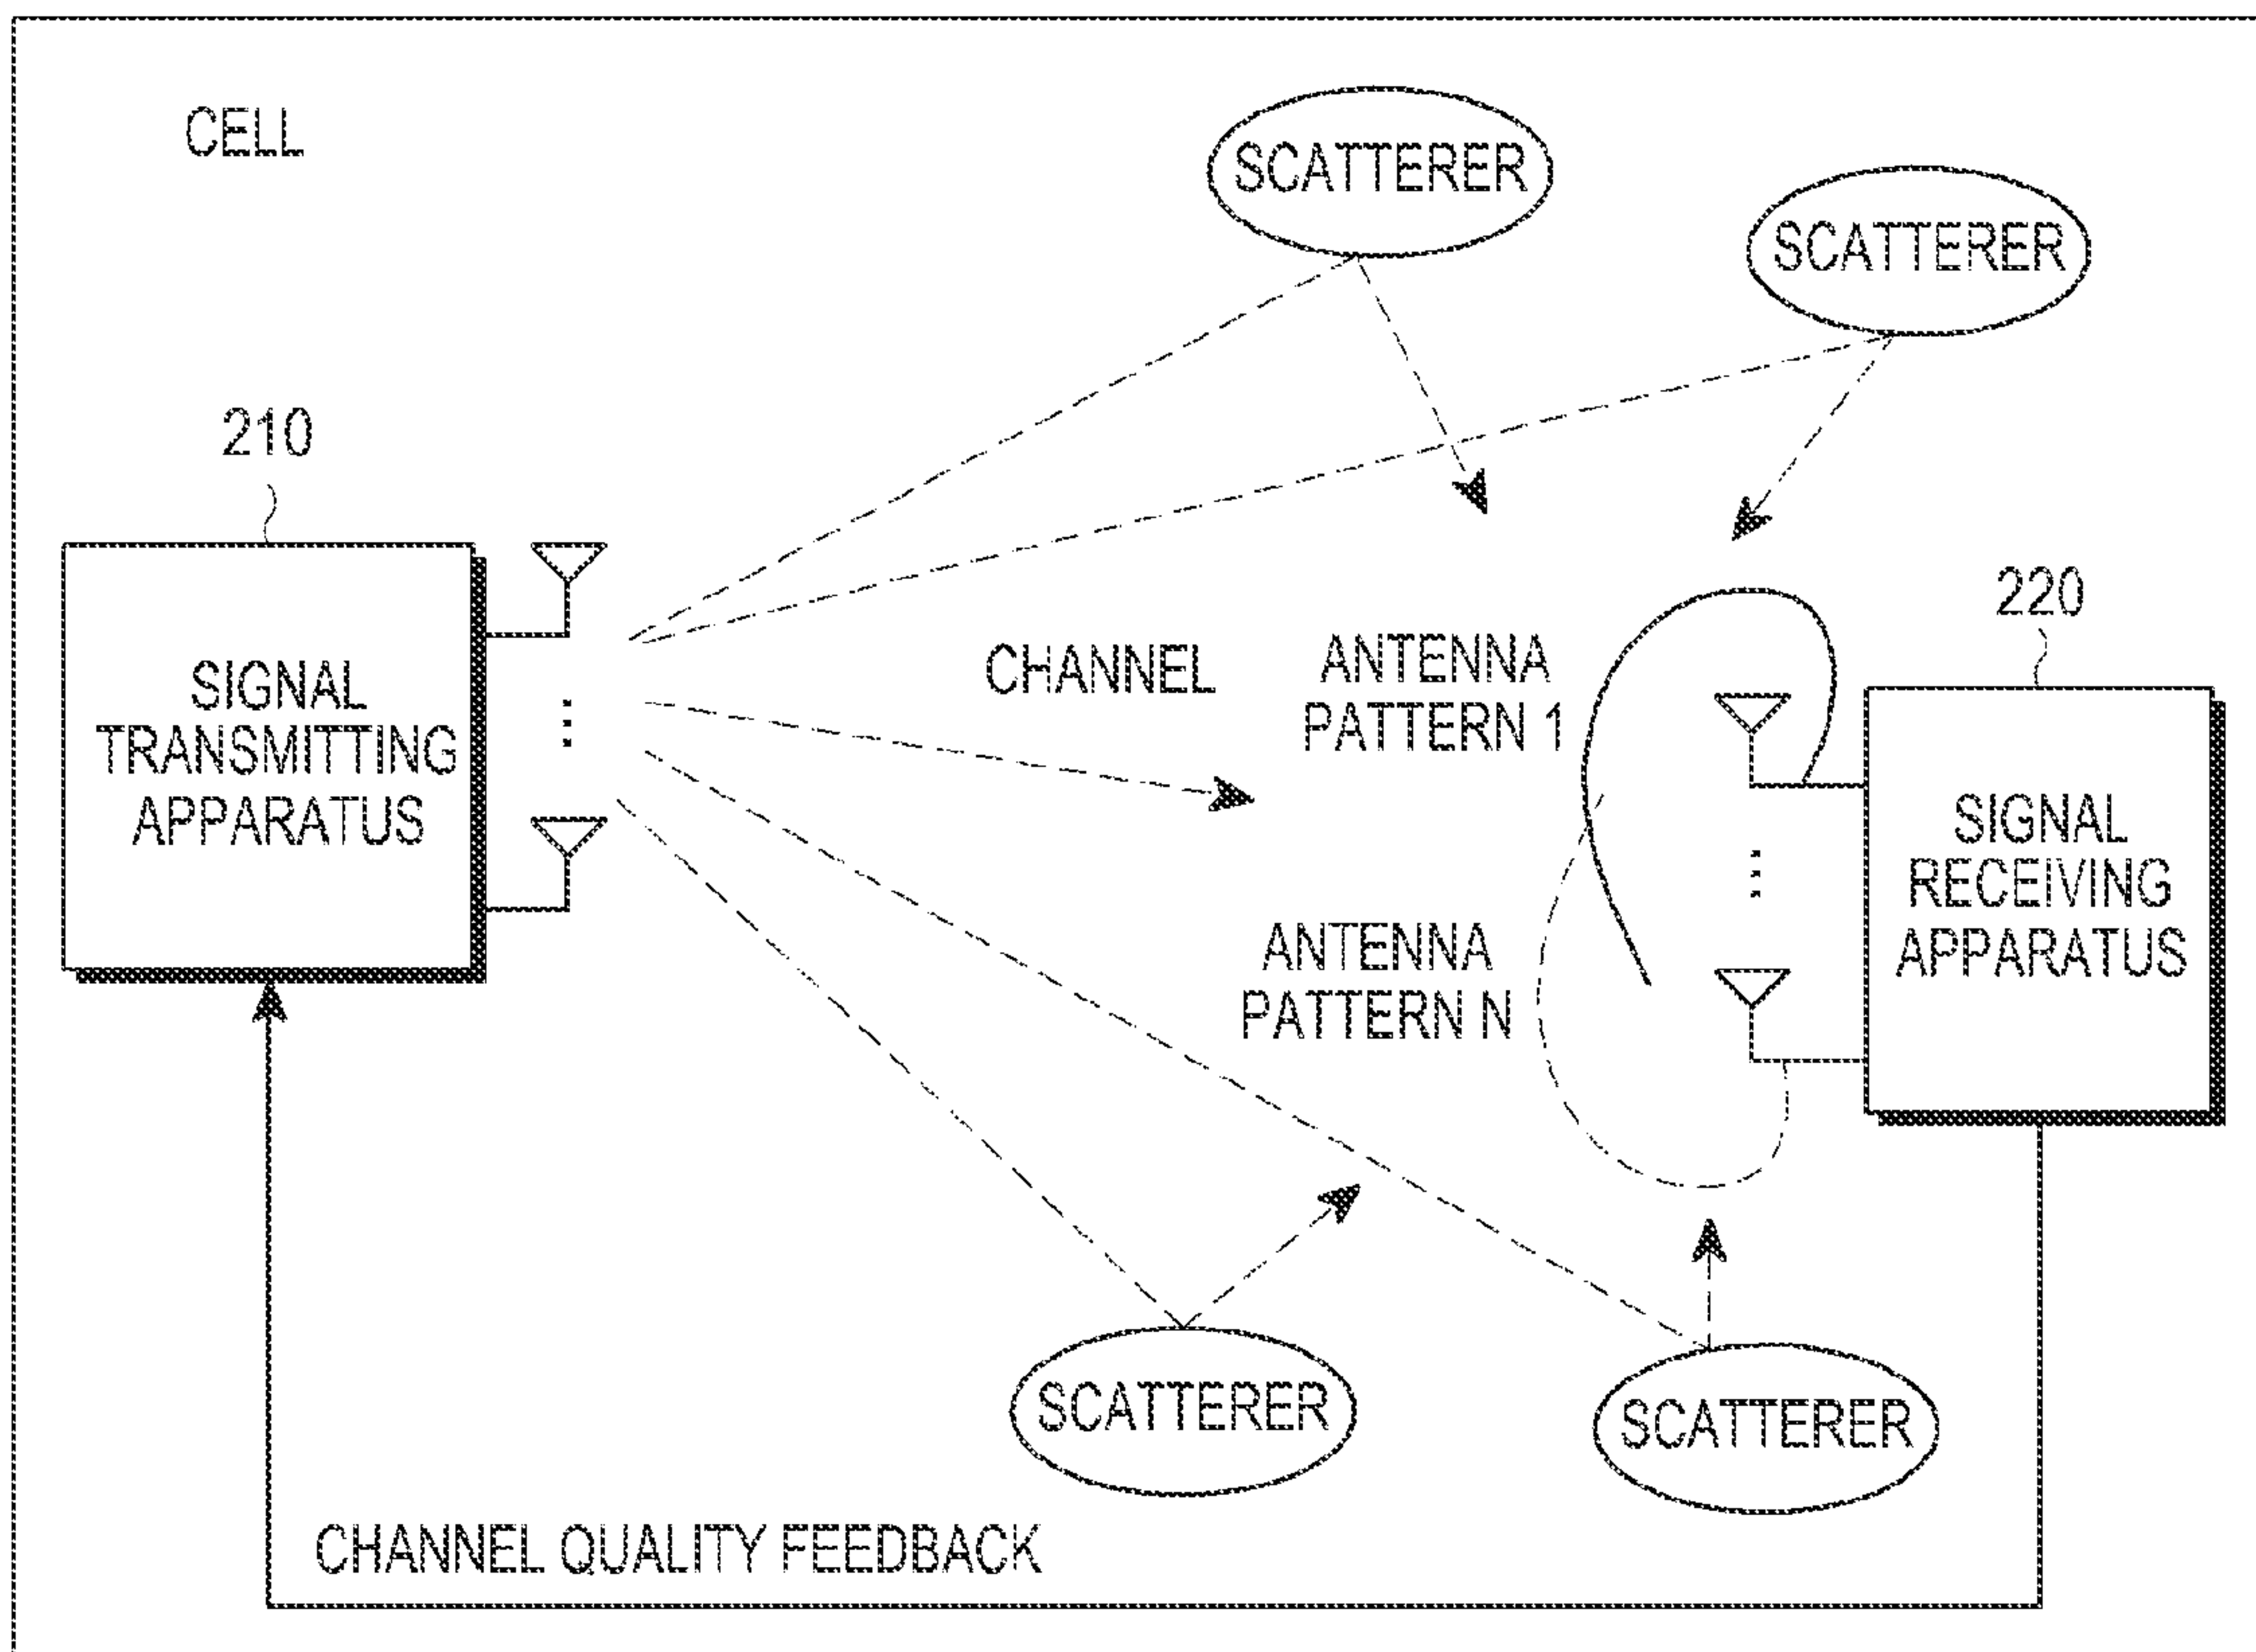 CELL
SCATTERER
SCATTERER
210
220
SIGNAL
TRANSMITTING
APPARATUS
CHANNEL
ANTENNA
PATTERN 1
SIGNAL
RECEIVING
APPARATUS
ANTENNA
PATTERN N
SCATTERER
SCATTERER
CHANNEL QUALITY FEEDBACK